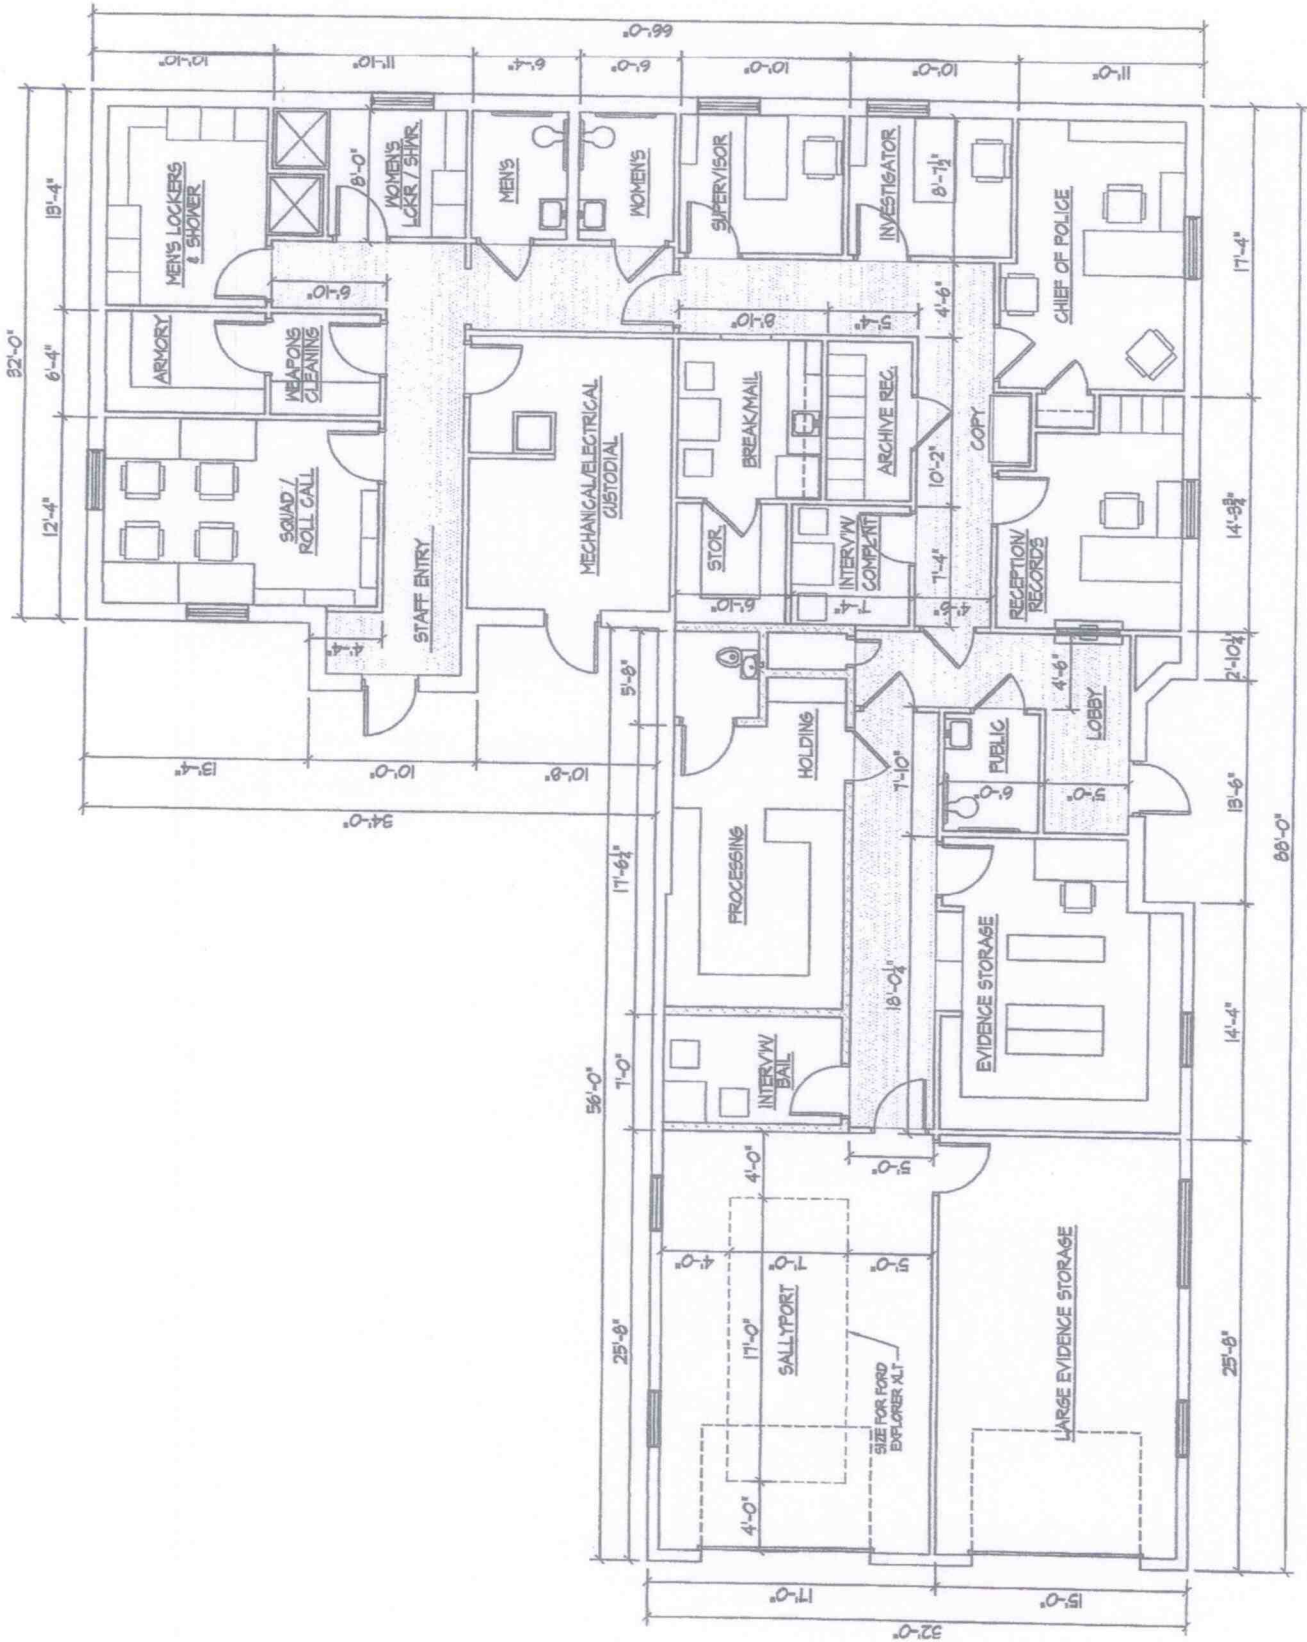 66'-0"
10'-10"
11'-10"
6'-4"
6'-0"
10'-0"
10'-0"
11'-0"
32'-0"
12'-4"
6'-4"
13'-4"
MEN'S LOCKERS
& SHOWER
8'-0"
WOMEN'S
LCKR / SHWR.
MEN'S
WOMEN'S
SUPERVISOR
INVESTIGATOR
8'-7½"
CHIEF OF POLICE
17'-4"
6'-10"
8'-10"
5'-4"
4'-6"
ARMORY
WEAPONS
CLEANING
SQUAD /
ROLL CALL
STAFF ENTRY
4'-4"
MECHANICAL/ELECTRICAL
CUSTODIAL
BREAK/MAIL
ARCHIVE REC.
COPY
10'-2"
STOR.
INTERV'W/
COMPL'NT
7'-4"
6'-10"
7'-4"
4'-6"
RECEPTION/
RECORDS
14'-3¾"
2'-10¼"
13'-4"
10'-0"
10'-8"
34'-0"
5'-8"
HOLDING
PROCESSING
17'-6½"
7'-10"
PUBLIC
6'-0"
5'-0"
LOBBY
4'-6"
13'-6"
88'-0"
18'-0¼"
EVIDENCE STORAGE
14'-4"
56'-0"
7'-0"
INTERV'W/
BAIL
5'-0"
25'-8"
4'-0"
4'-0"
7'-0"
5'-0"
17'-0"
SALLYPORT
SIZE FOR FORD
EXPLORER XLT
4'-0"
LARGE EVIDENCE STORAGE
25'-8"
17'-0"
15'-0"
32'-0"